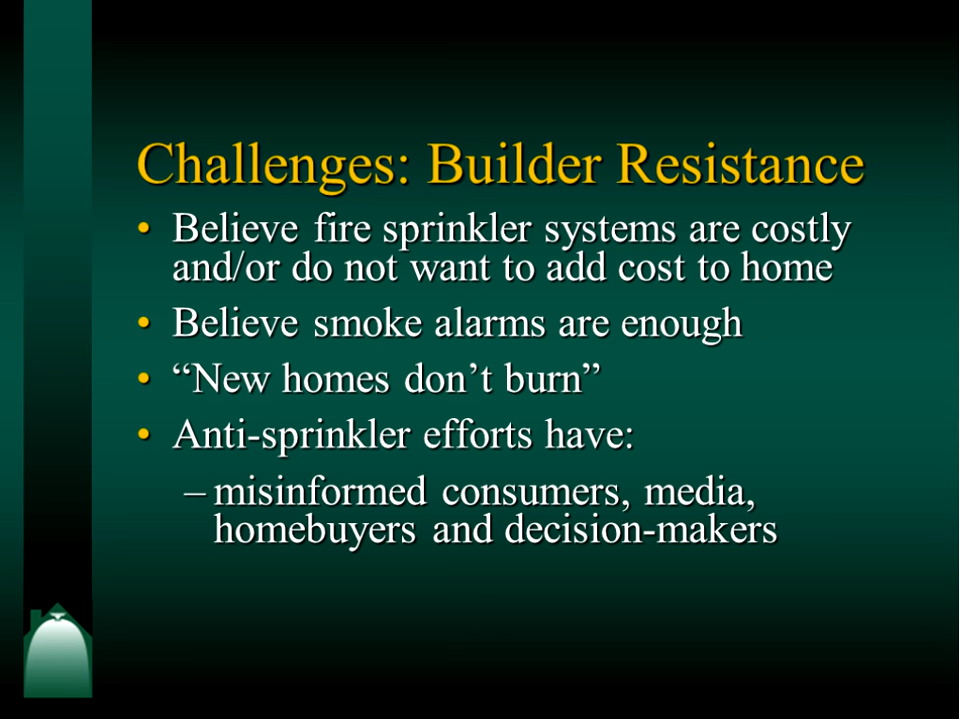 Challenges: Builder Resistance
• Believe fire sprinkler systems are costly
and/or do not want to add cost to home
• Believe smoke alarms are enough
• “New homes don’t burn”
• Anti-sprinkler efforts have:
– misinformed consumers, media,
homebuyers and decision-makers